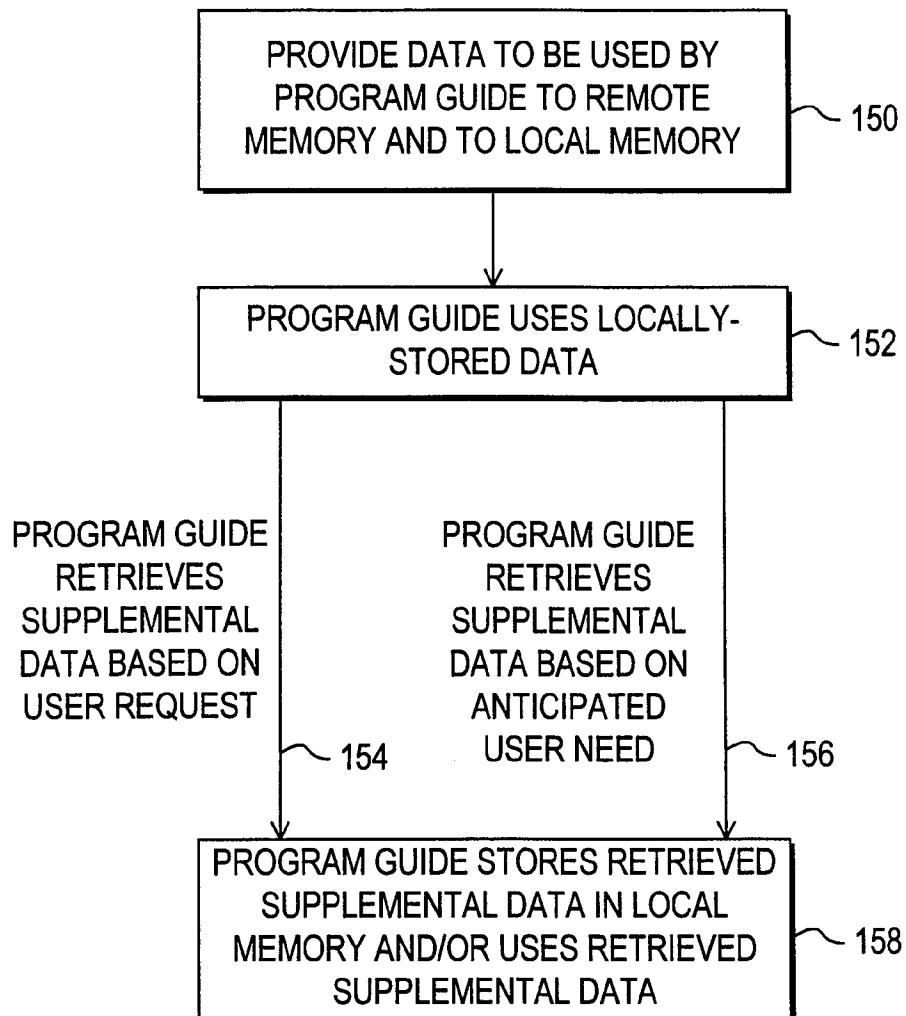 PROVIDE DATA TO BE USED BY
PROGRAM GUIDE TO REMOTE
MEMORY AND TO LOCAL MEMORY
150
PROGRAM GUIDE USES LOCALLY-
STORED DATA
152
PROGRAM GUIDE
RETRIEVES
SUPPLEMENTAL
DATA BASED ON
USER REQUEST
154
PROGRAM GUIDE
RETRIEVES
SUPPLEMENTAL
DATA BASED ON
ANTICIPATED
USER NEED
156
PROGRAM GUIDE STORES RETRIEVED
SUPPLEMENTAL DATA IN LOCAL
MEMORY AND/OR USES RETRIEVED
SUPPLEMENTAL DATA
158